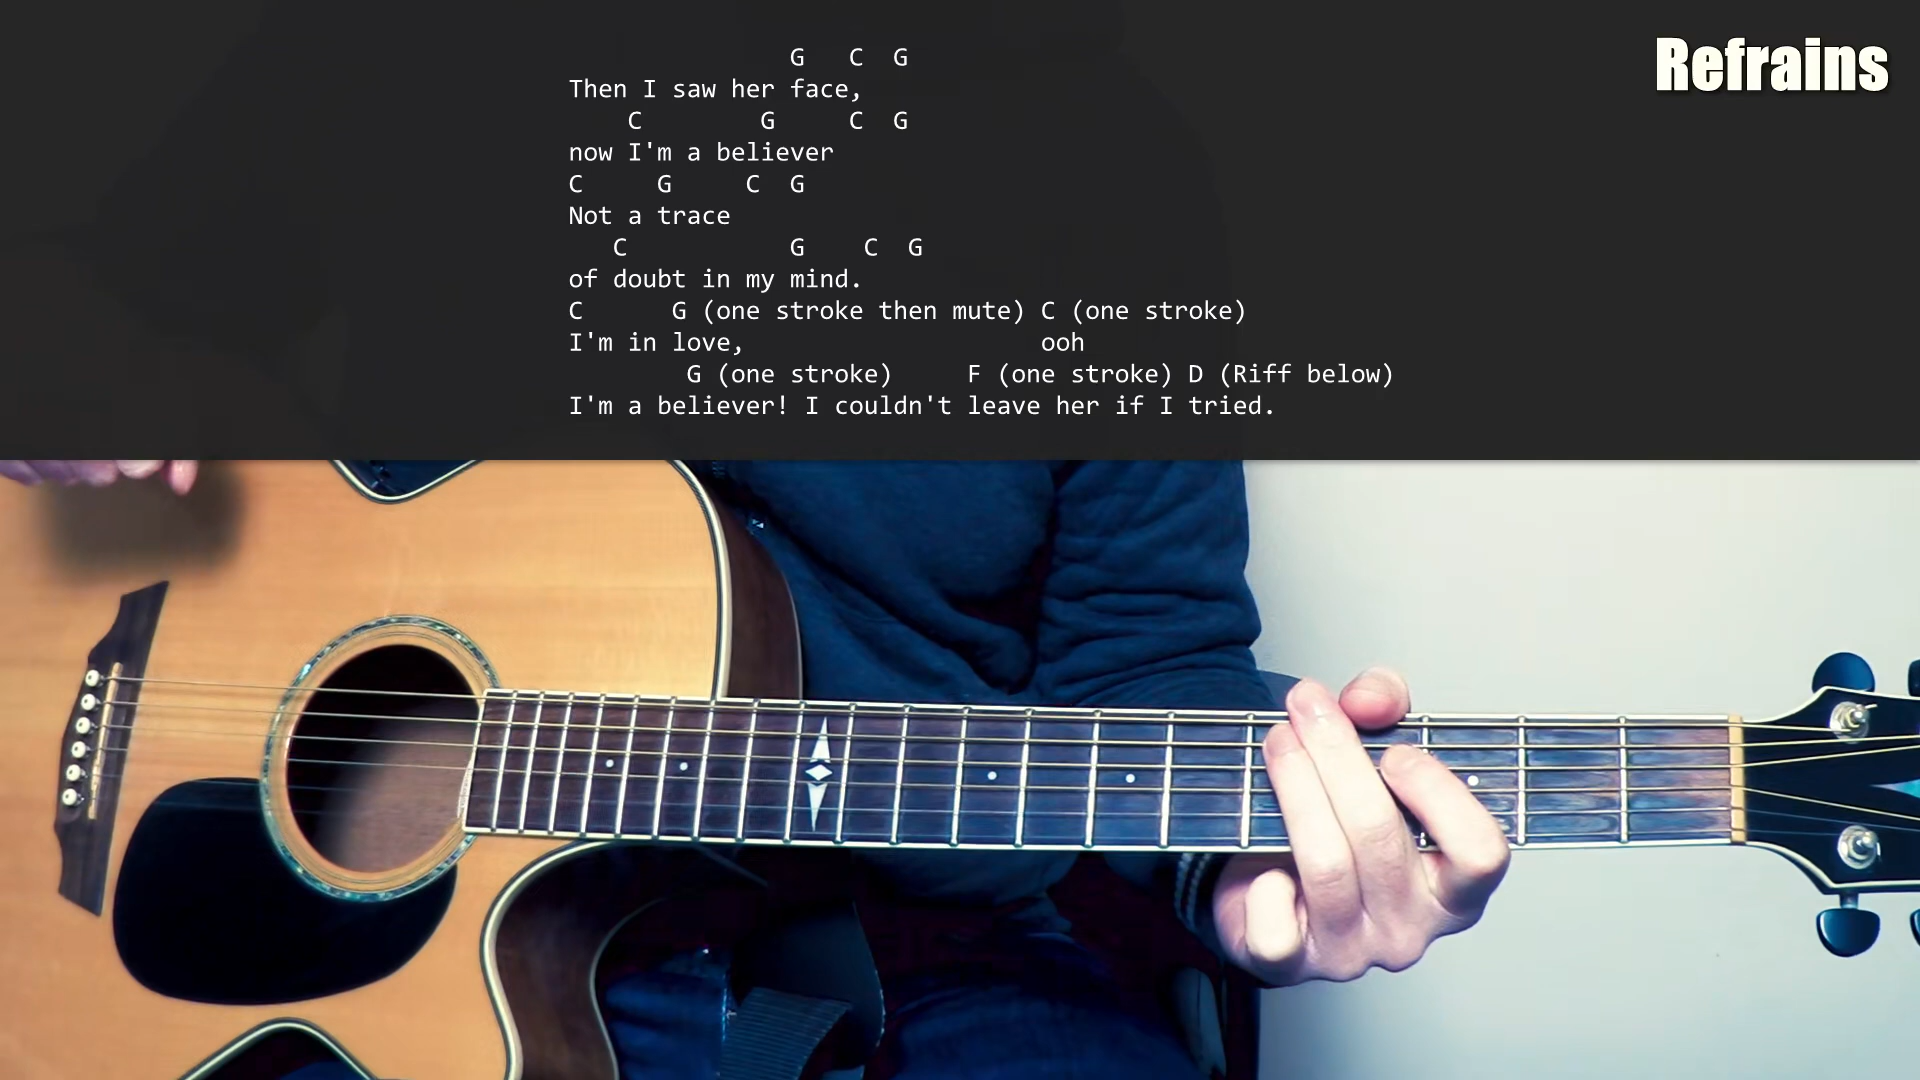 Refrains
G C G
Then I saw her face,
C G C G
now I'm a believer
C G C G
Not a trace
C G C G
of doubt in my mind.
C G (one stroke then mute) C (one stroke)
I'm in love, ooh
G (one stroke) F (one stroke) D (Riff below)
I'm a believer! I couldn't leave her if I tried.